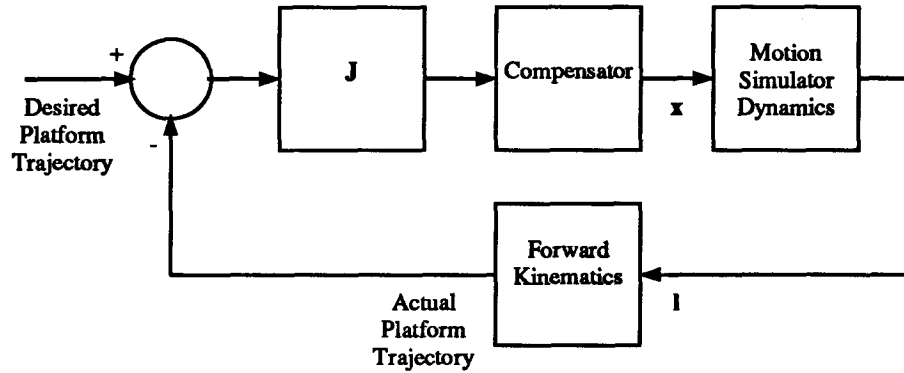 +
Desired
Platform
Trajectory
-
J
Compensator
x
Motion
Simulator
Dynamics
Forward
Kinematics
l
Actual
Platform
Trajectory